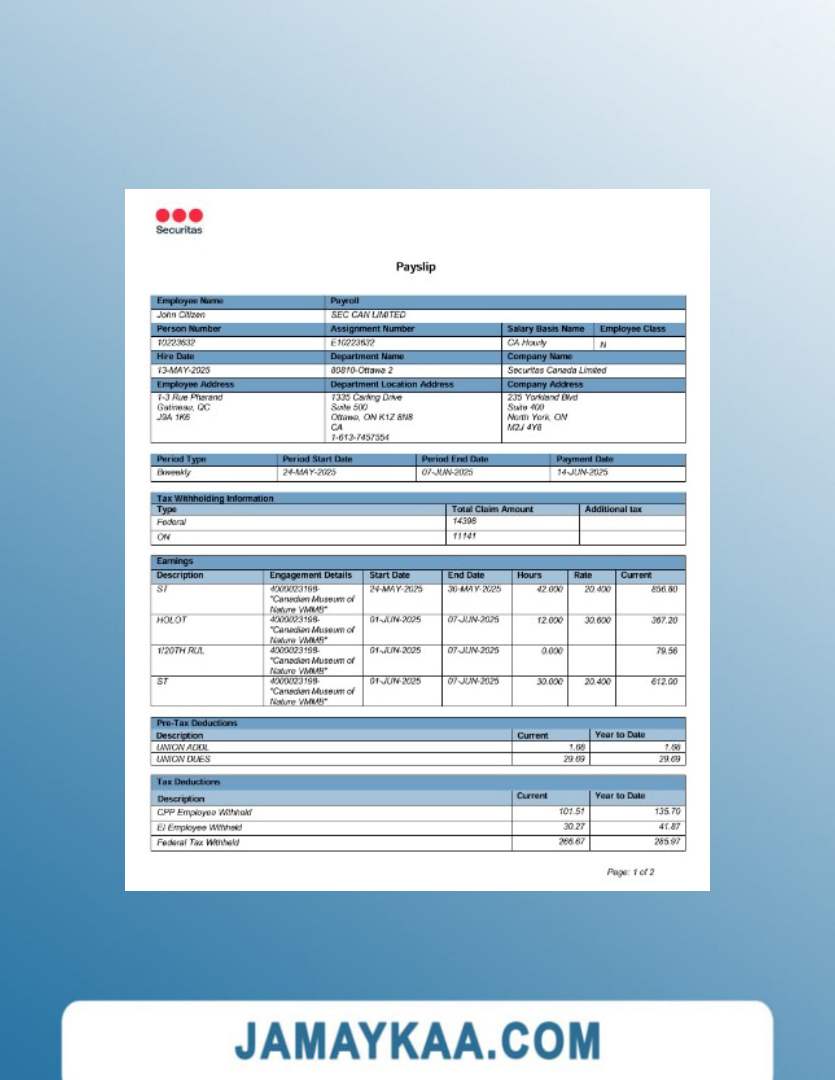 Securitas
Payslip
Employee Name Payroll
John Citizen SEC CAN LIMITED
Person Number Assignment Number Salary Basis Name Employee Class
10223632 E10223632 CA Hourly N
Hire Date Department Name Company Name
13-MAY-2025 80810-Ottawa 2 Securitas Canada Limited
Employee Address Department Location Address Company Address
1-3 Rue Pharand 1335 Carling Drive 235 Yorkland Blvd
Gatineau, QC Suite 500 Suite 400
J9A 1K6 Ottawa, ON K1Z 8N8 North York, ON
CA M2J 4Y8
1-613-7457554
Period Type Period Start Date Period End Date Payment Date
Biweekly 24-MAY-2025 07-JUN-2025 14-JUN-2025
Tax Withholding Information
Type Total Claim Amount Additional tax
Federal 14398
ON 11141
Earnings
Description Engagement Details Start Date End Date Hours Rate Current
ST 4000023198- 24-MAY-2025 30-MAY-2025 42.000 20.400 856.80
"Canadian Museum of
Nature VMMB"
HOLOT 4000023198- 01-JUN-2025 07-JUN-2025 12.000 30.600 367.20
"Canadian Museum of
Nature VMMB"
1/20TH RUL 4000023198- 01-JUN-2025 07-JUN-2025 0.000 79.56
"Canadian Museum of
Nature VMMB"
ST 4000023198- 01-JUN-2025 07-JUN-2025 30.000 20.400 612.00
"Canadian Museum of
Nature VMMB"
Pre-Tax Deductions
Description Current Year to Date
UNION ADDL 1.68 1.68
UNION DUES 29.69 29.69
Tax Deductions
Description Current Year to Date
CPP Employee Withheld 101.51 135.70
EI Employee Withheld 30.27 41.87
Federal Tax Withheld 266.67 285.97
Page: 1 of 2
JAMAYKAA.COM